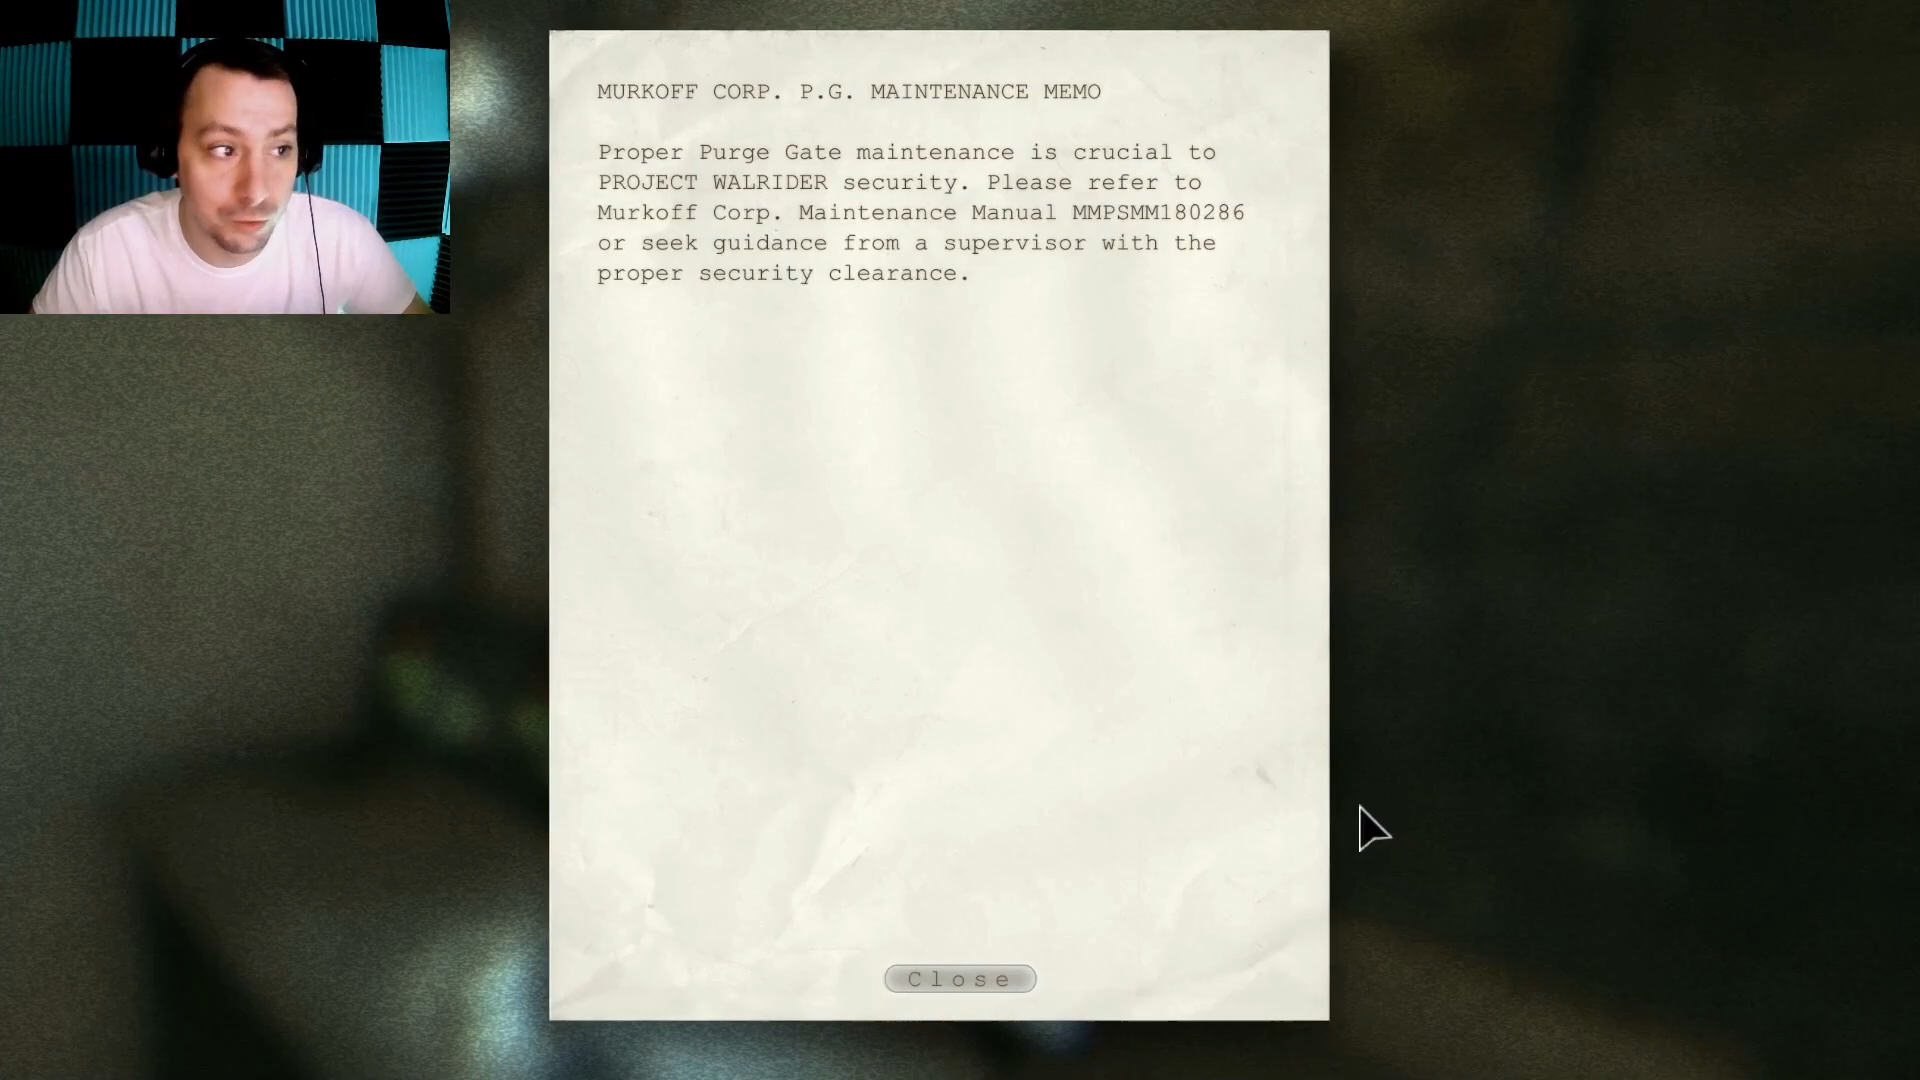 MURKOFF CORP. P.G. MAINTENANCE MEMO
Proper Purge Gate maintenance is crucial to
PROJECT WALRIDER security. Please refer to
Murkoff Corp. Maintenance Manual MMPSMM180286
or seek guidance from a supervisor with the
proper security clearance.
Close